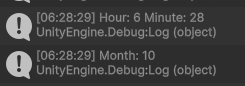 [06:28:29] Hour: 6 Minute: 28
UnityEngine.Debug:Log (object)
[06:28:29] Month: 10
UnityEngine.Debug:Log (object)